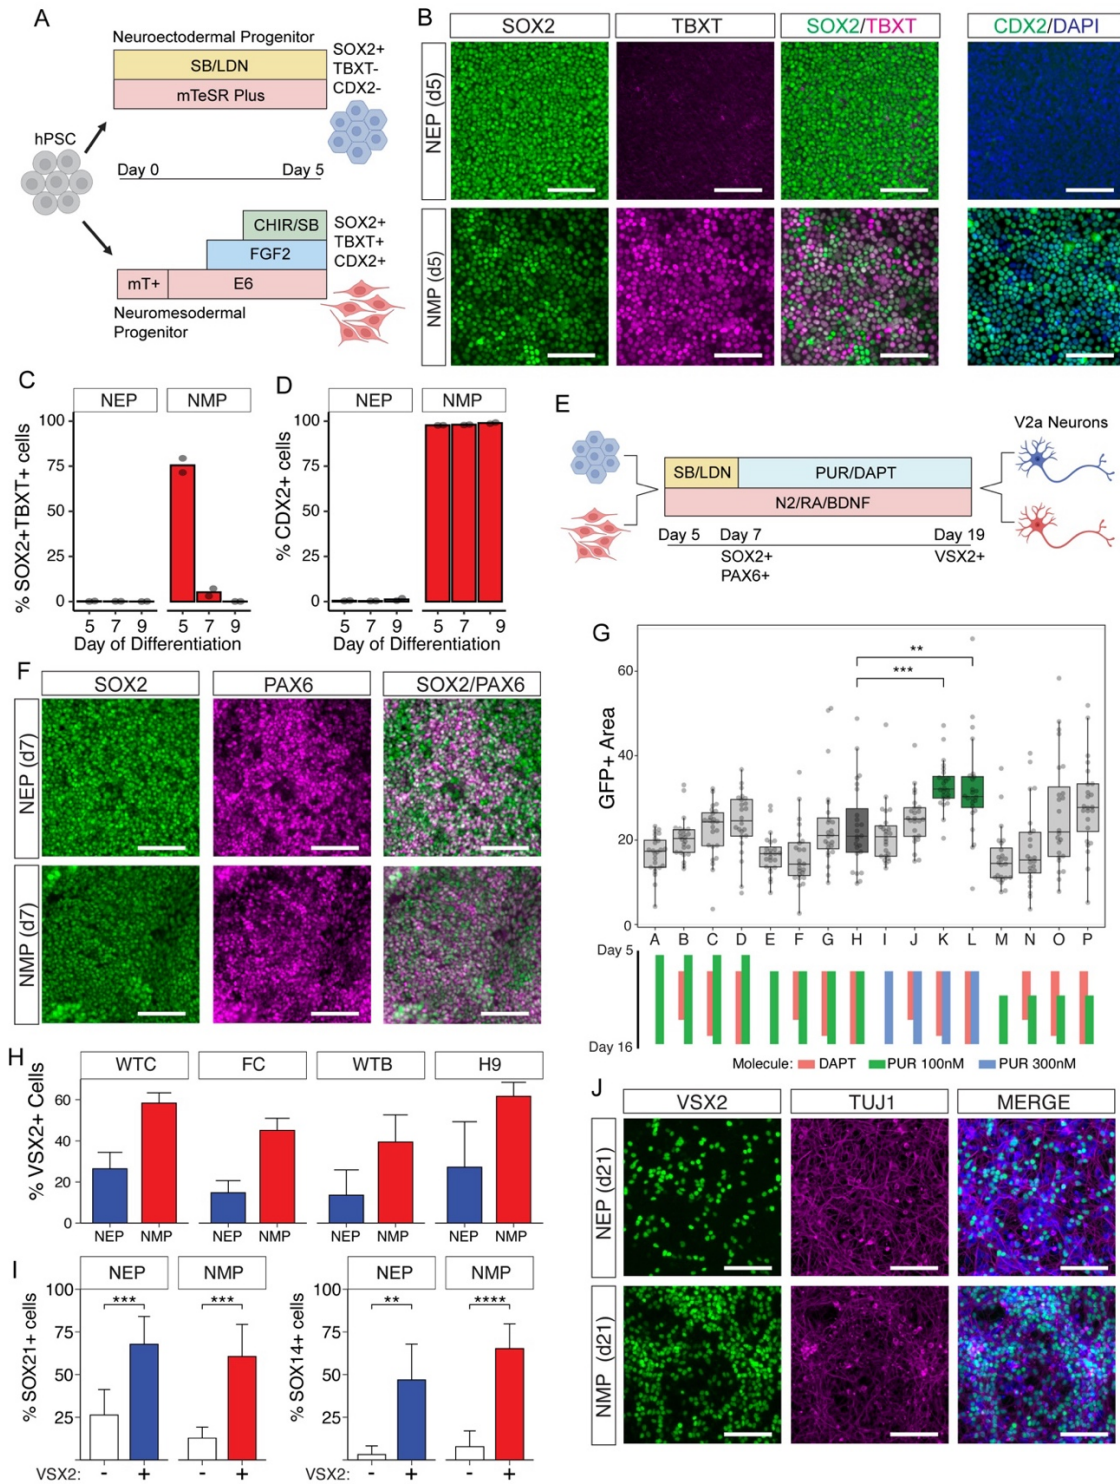 A
Neuroectodermal Progenitor
SB/LDN
mTeSR Plus
SOX2+
TBXT-
CDX2-
hPSC
Day 0
Day 5
CHIR/SB
FGF2
mT+
E6
SOX2+
TBXT+
CDX2+
Neuromesodermal
Progenitor
B
SOX2
TBXT
SOX2/TBXT
CDX2/DAPI
NEP (d5)
NMP (d5)
C
NEP
NMP
% SOX2+TBXT+ cells
100
75
50
25
0
5 7 9 5 7 9
Day of Differentiation
D
NEP
NMP
% CDX2+ cells
100
75
50
25
0
5 7 9 5 7 9
Day of Differentiation
E
SB/LDN
PUR/DAPT
N2/RA/BDNF
Day 5
Day 7
Day 19
SOX2+
PAX6+
VSX2+
V2a Neurons
F
SOX2
PAX6
SOX2/PAX6
NEP (d7)
NMP (d7)
G
GFP+ Area
60
40
20
0
**
***
A B C D E F G H I J K L M N O P
Day 5
Day 16
Molecule: DAPT PUR 100nM PUR 300nM
H
WTC
FC
WTB
H9
% VSX2+ Cells
60
40
20
0
NEP NMP NEP NMP NEP NMP NEP NMP
I
NEP
NMP
% SOX21+ cells
100
75
50
25
***
***
VSX2: - + - +
NEP
NMP
% SOX14+ cells
100
75
50
25
**
****
VSX2: - + - +
J
VSX2
TUJ1
MERGE
NEP (d21)
NMP (d21)